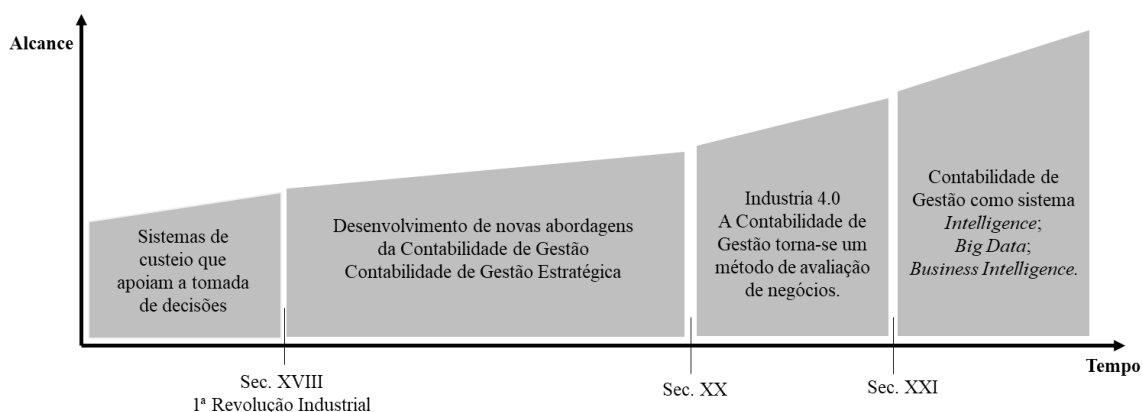 Alcance
Sistemas de
custeio que
apoiam a tomada
de decisões
Desenvolvimento de novas abordagens
da Contabilidade de Gestão
Contabilidade de Gestão Estratégica
Industria 4.0
A Contabilidade de
Gestão torna-se um
método de avaliação
de negócios.
Contabilidade de
Gestão como sistema
Intelligence;
Big Data;
Business Intelligence.
Tempo
Sec. XVIII
1ª Revolução Industrial
Sec. XX
Sec. XXI